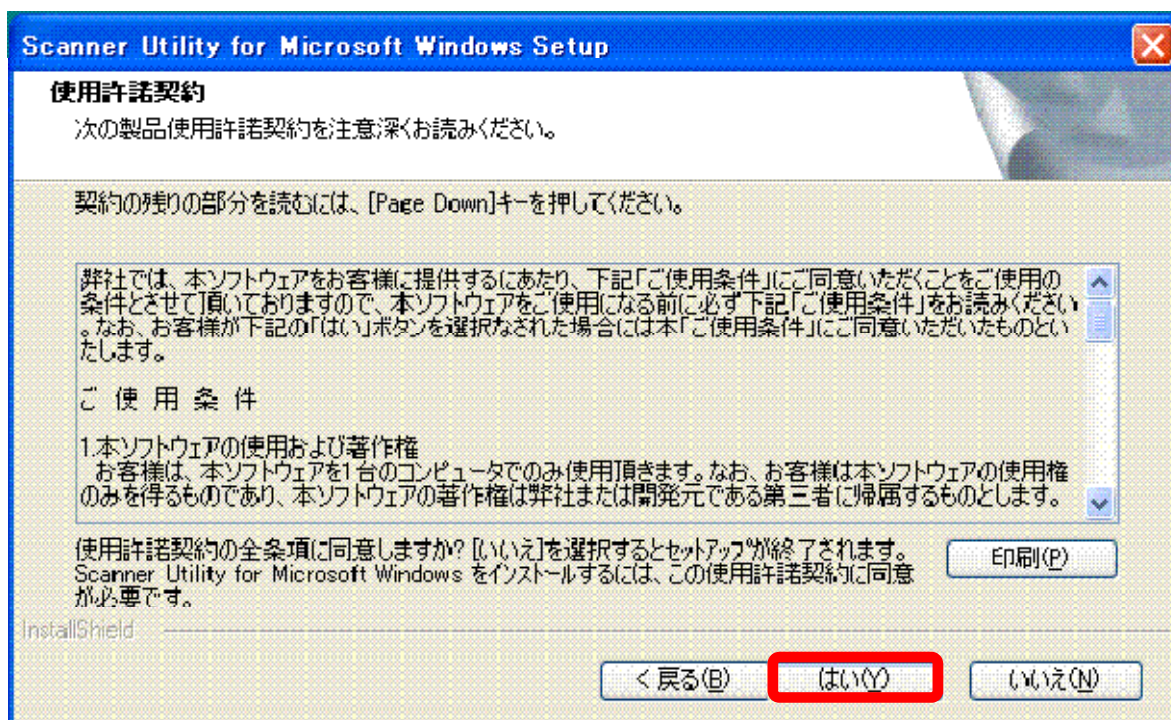 Scanner Utility for Microsoft Windows Setup
使用許諾契約
次の製品使用許諾契約を注意深くお読みください。
契約の残りの部分を読むには、[Page Down]キーを押してください。
弊社では、本ソフトウェアをお客様に提供するにあたり、下記「ご使用条件」にご同意いただくことをご使用の
条件とさせて頂いておりますので、本ソフトウェアをご使用になる前に必ず下記「ご使用条件」をお読みください
。なお、お客様が下記の「はい」ボタンを選択なされた場合には本「ご使用条件」にご同意いただいたものとい
たします。
ご 使 用 条 件
1.本ソフトウェアの使用および著作権
お客様は、本ソフトウェアを1台のコンピュータでのみ使用頂きます。なお、お客様は本ソフトウェアの使用権
のみを得るものであり、本ソフトウェアの著作権は弊社または開発元である第三者に帰属するものとします。
使用許諾契約の全条項に同意しますか? [いいえ]を選択するとセットアップが終了されます。
Scanner Utility for Microsoft Windows をインストールするには、この使用許諾契約に同意
が必要です。
印刷(P)
InstallShield
< 戻る(B) はい(Y) いいえ(N)